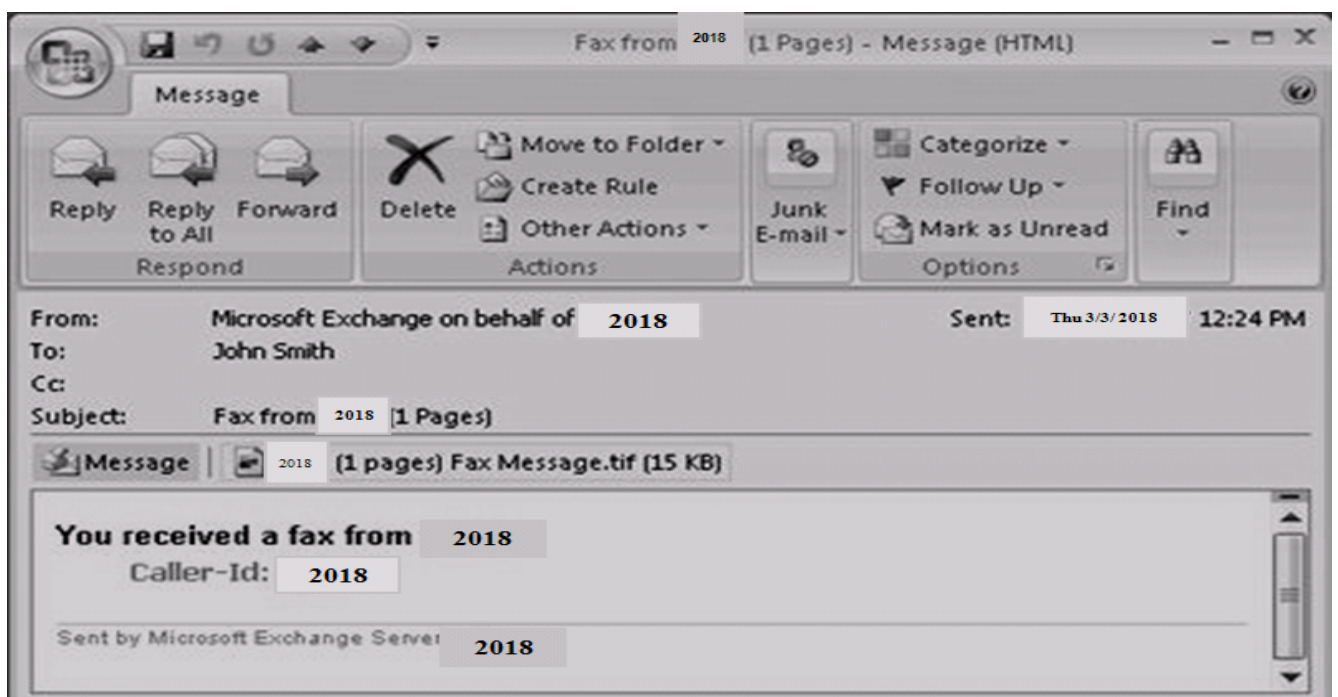 Fax from 2018 (1 Pages) - Message (HTML)
Message
Reply
Reply to All
Forward
Respond
Delete
Move to Folder
Create Rule
Other Actions
Actions
Junk E-mail
Categorize
Follow Up
Mark as Unread
Options
Find
From: Microsoft Exchange on behalf of 2018 Sent: Thu 3/3/2018 12:24 PM
To: John Smith
Cc:
Subject: Fax from 2018 (1 Pages)
Message 2018 (1 pages) Fax Message.tif (15 KB)
You received a fax from 2018
Caller-Id: 2018
Sent by Microsoft Exchange Server 2018